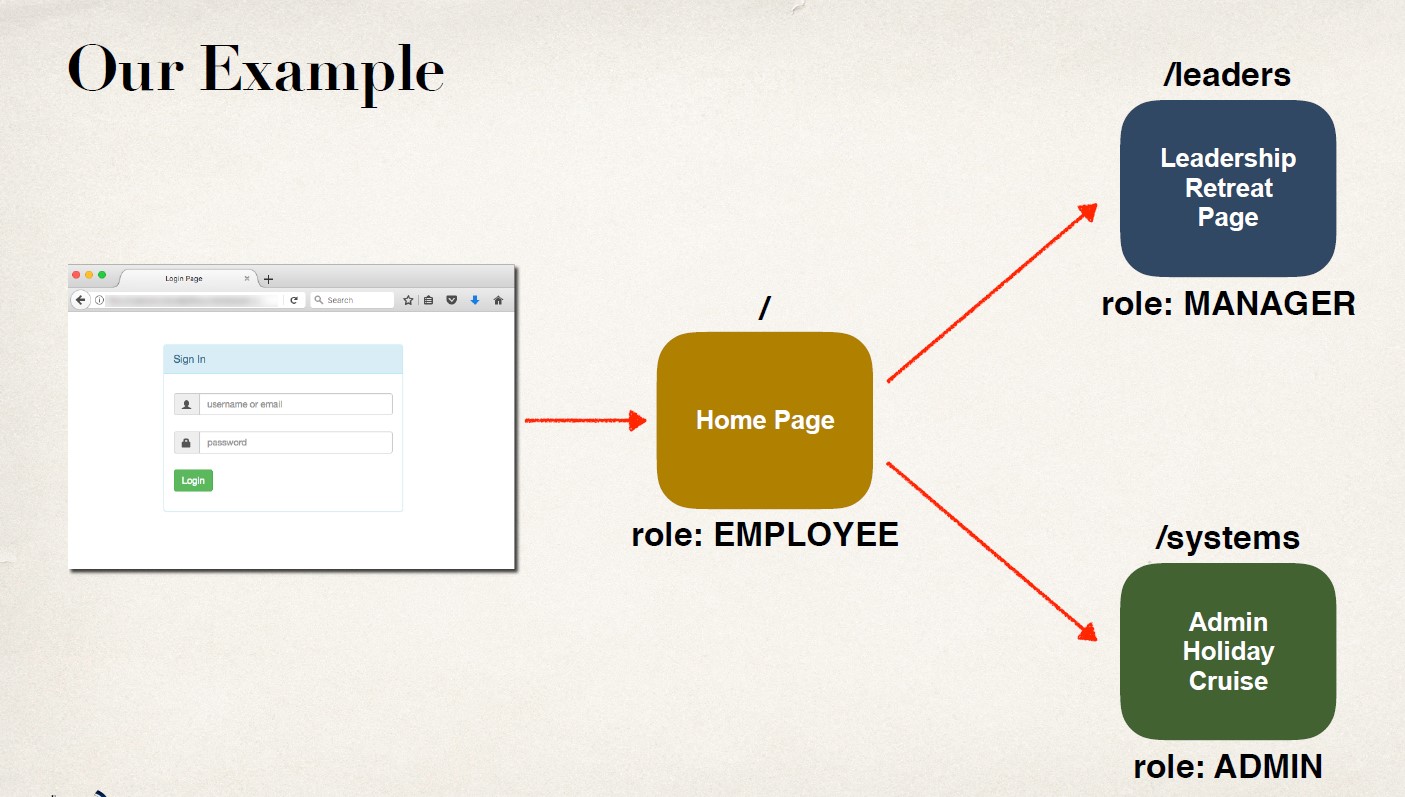 Our Example
Login Page
Search
Sign In
username or email
password
Login
/
Home Page
role: EMPLOYEE
/leaders
Leadership
Retreat
Page
role: MANAGER
/systems
Admin
Holiday
Cruise
role: ADMIN